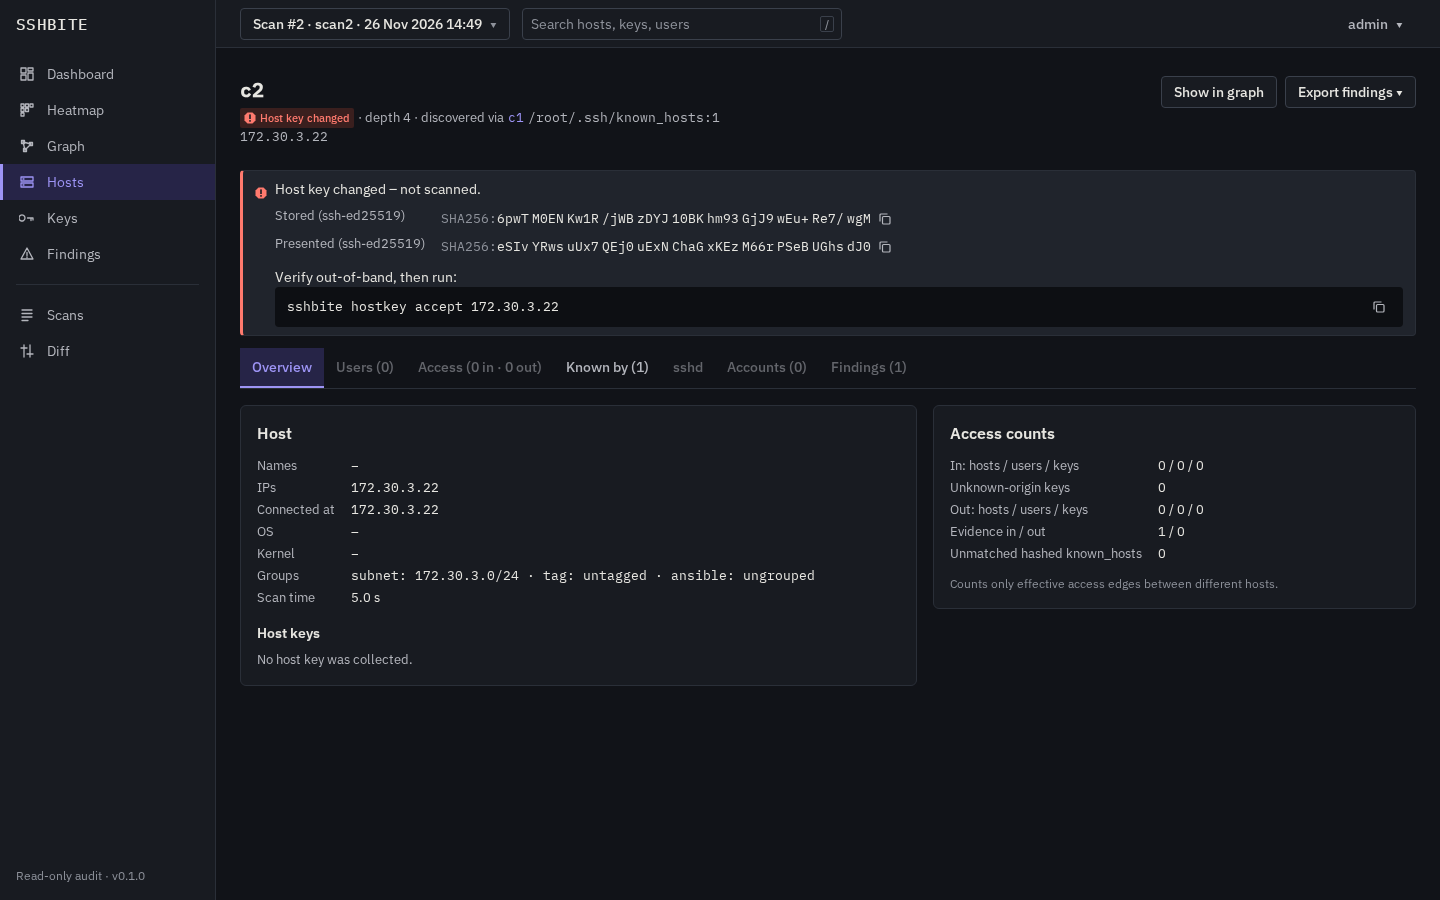 SSHBITE
Scan #2 · scan2 · 26 Nov 2026 14:49 ▾
Search hosts, keys, users /
admin ▾
Dashboard
Heatmap
Graph
Hosts
Keys
Findings
Scans
Diff
Read-only audit · v0.1.0
c2
Show in graph
Export findings ▾
Host key changed · depth 4 · discovered via c1 /root/.ssh/known_hosts:1
172.30.3.22
Host key changed – not scanned.
Stored (ssh-ed25519) SHA256:6pwT M0EN Kw1R /jWB zDYJ 10BK hm93 GjJ9 wEu+ Re7/ wgM
Presented (ssh-ed25519) SHA256:eSIv YRws uUx7 QEj0 uExN ChaG xKEz M66r PSeB UGhs dJ0
Verify out-of-band, then run:
sshbite hostkey accept 172.30.3.22
Overview Users (0) Access (0 in · 0 out) Known by (1) sshd Accounts (0) Findings (1)
Host
Names –
IPs 172.30.3.22
Connected at 172.30.3.22
OS –
Kernel –
Groups subnet: 172.30.3.0/24 · tag: untagged · ansible: ungrouped
Scan time 5.0 s
Host keys
No host key was collected.
Access counts
In: hosts / users / keys 0 / 0 / 0
Unknown-origin keys 0
Out: hosts / users / keys 0 / 0 / 0
Evidence in / out 1 / 0
Unmatched hashed known_hosts 0
Counts only effective access edges between different hosts.